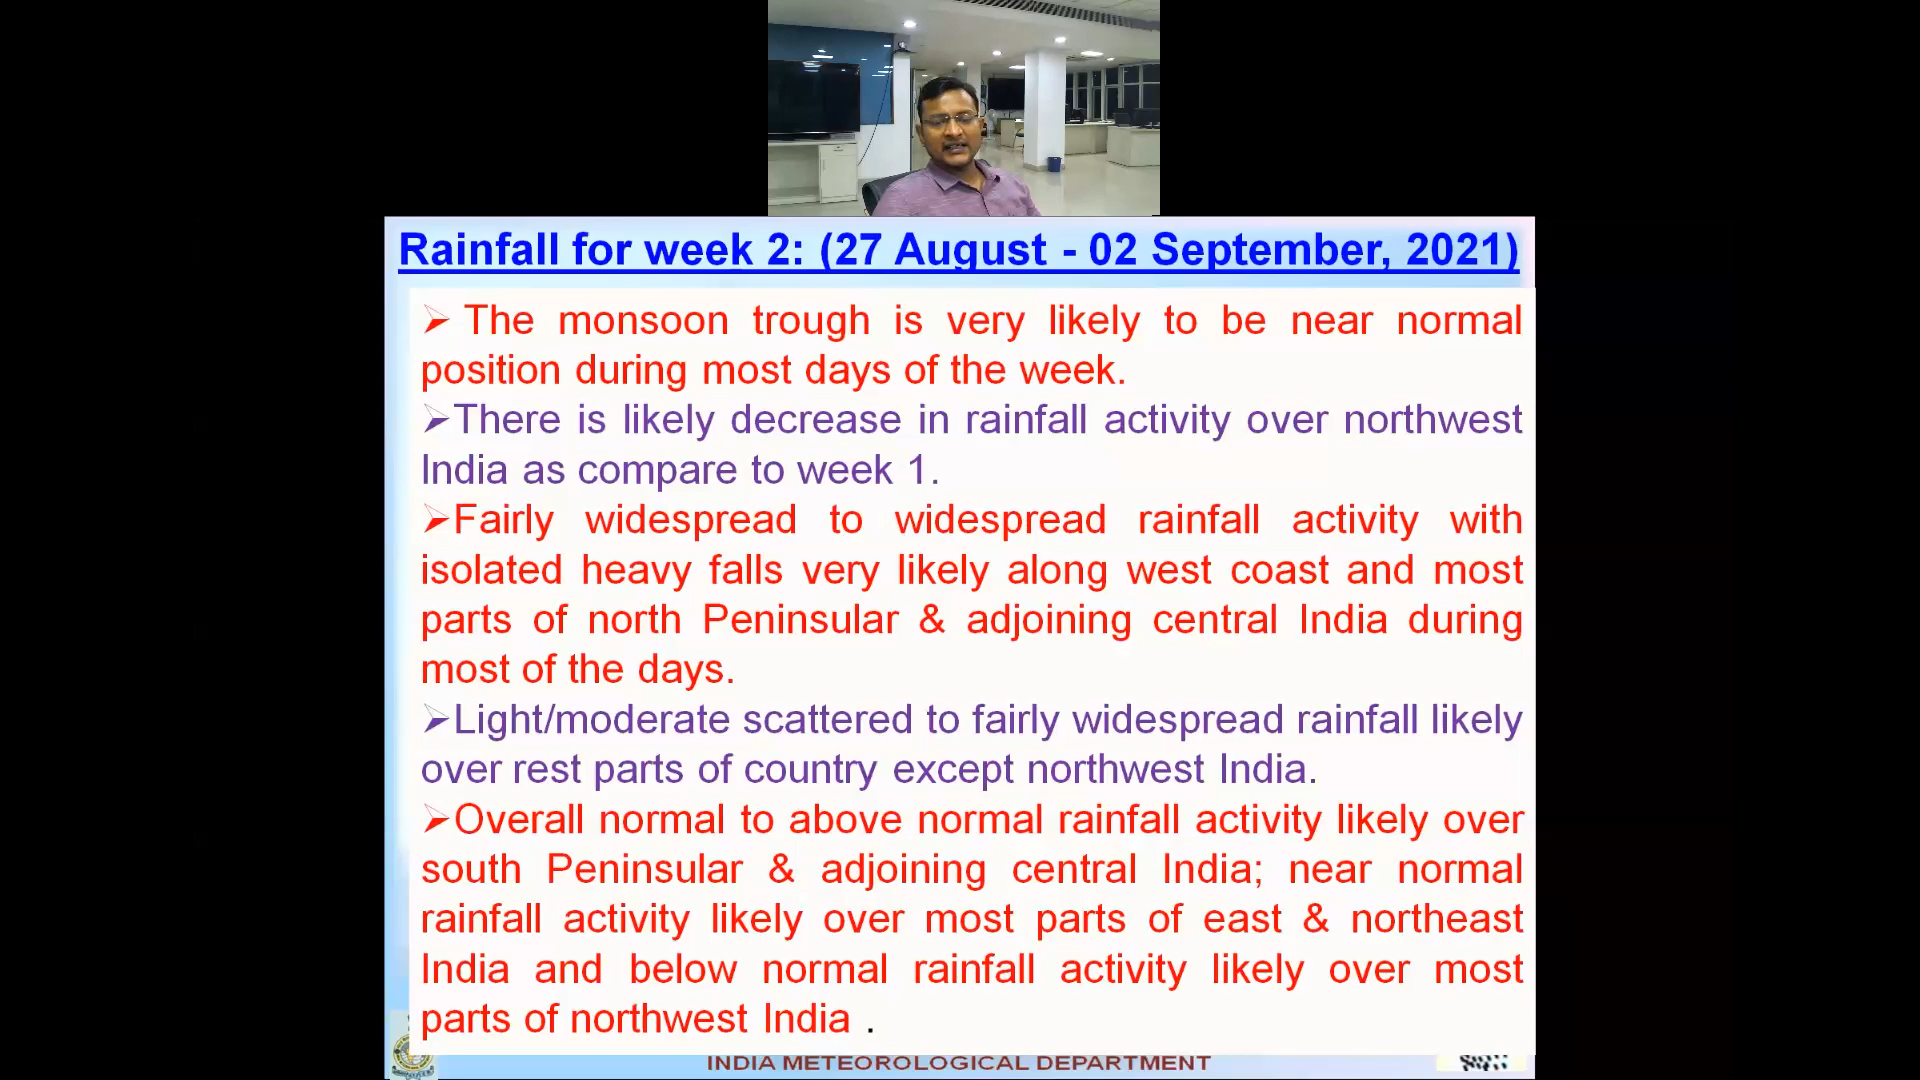 Rainfall for week 2: (27 August - 02 September, 2021)
➢ The monsoon trough is very likely to be near normal
position during most days of the week.
➢There is likely decrease in rainfall activity over northwest
India as compare to week 1.
➢Fairly widespread to widespread rainfall activity with
isolated heavy falls very likely along west coast and most
parts of north Peninsular & adjoining central India during
most of the days.
➢Light/moderate scattered to fairly widespread rainfall likely
over rest parts of country except northwest India.
➢Overall normal to above normal rainfall activity likely over
south Peninsular & adjoining central India; near normal
rainfall activity likely over most parts of east & northeast
India and below normal rainfall activity likely over most
parts of northwest India .
INDIA METEOROLOGICAL DEPARTMENT